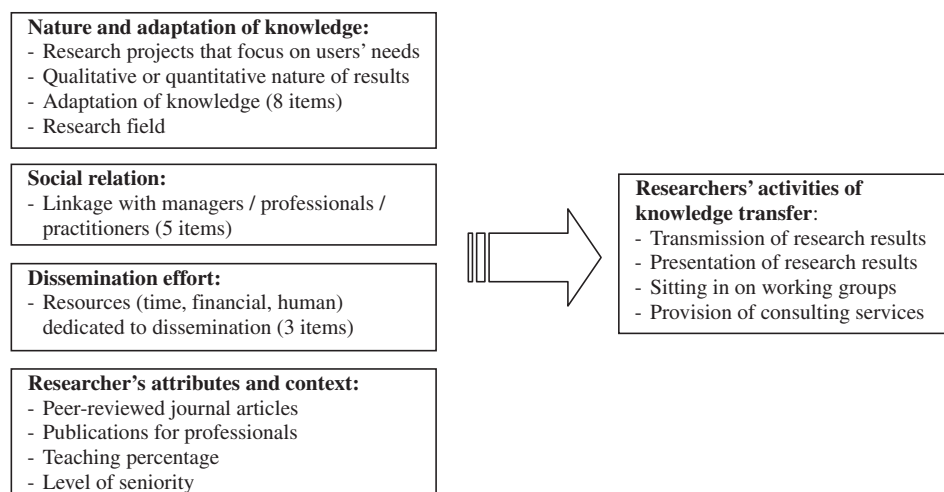 Nature and adaptation of knowledge:
- Research projects that focus on users’ needs
- Qualitative or quantitative nature of results
- Adaptation of knowledge (8 items)
- Research field
Social relation:
- Linkage with managers / professionals /
practitioners (5 items)
Dissemination effort:
- Resources (time, financial, human)
dedicated to dissemination (3 items)
Researcher’s attributes and context:
- Peer-reviewed journal articles
- Publications for professionals
- Teaching percentage
- Level of seniority
Researchers’ activities of
knowledge transfer:
- Transmission of research results
- Presentation of research results
- Sitting in on working groups
- Provision of consulting services